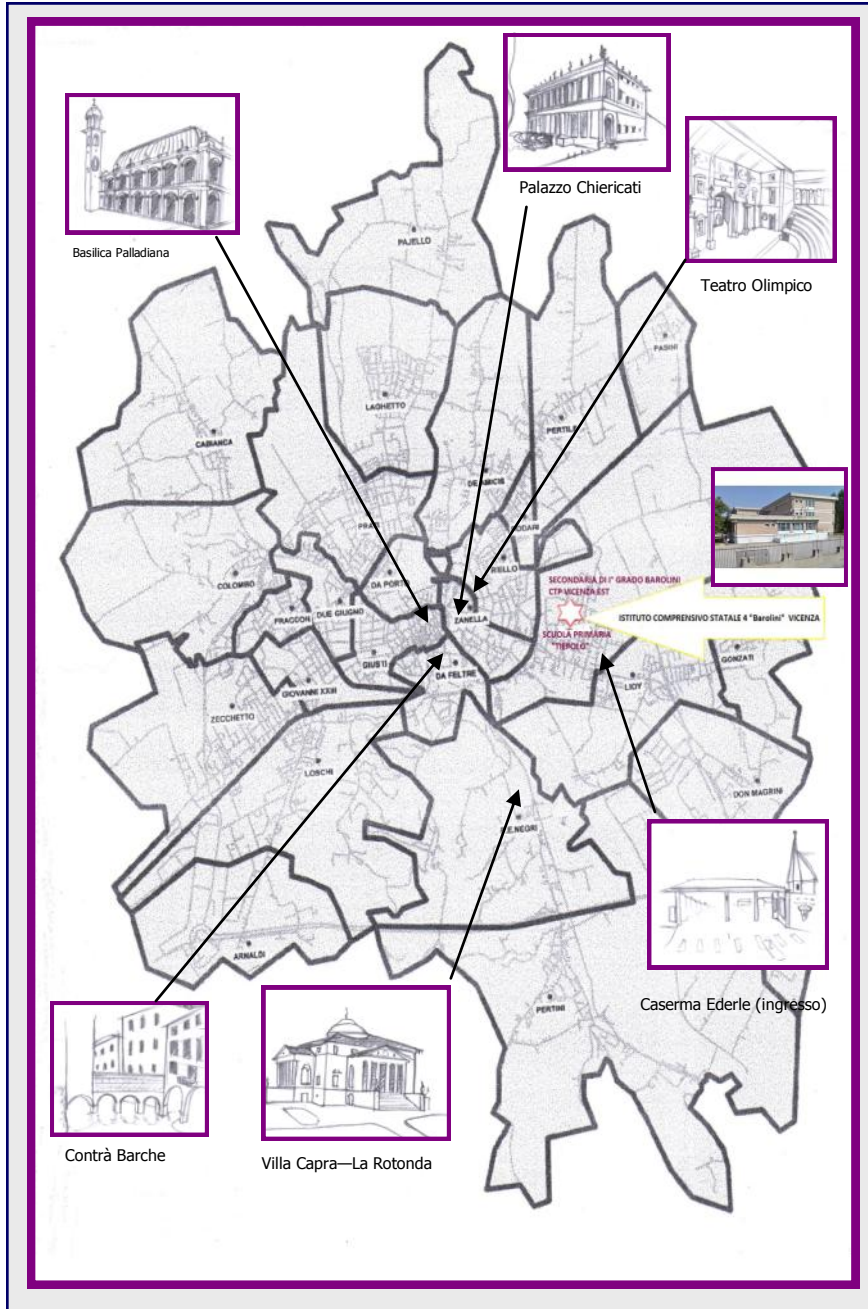 Palazzo Chiericati
Basilica Palladiana
Teatro Olimpico
PAJELLO
PASINI
LAGHETTO
PERTILE
CABIANCA
DE AMICIS
PRATI
RODARI
RIELLO
DA PORTO
COLOMBO
DUE GIUGNO
FRACCON
ZANELLA
SECONDARIA DI I° GRADO BAROLINI
CTP VICENZA EST
ISTITUTO COMPRENSIVO STATALE 4 "Barolini" VICENZA
SCUOLA PRIMARIA
"TIEPOLO"
GIUSTI
DA FELTRE
GONZATI
LIOY
GIOVANNI XXIII
ZECCHETTO
LOSCHI
DON MAGRINI
NEGRI
ARNALDI
PERTINI
Caserma Ederle (ingresso)
Contrà Barche
Villa Capra—La Rotonda